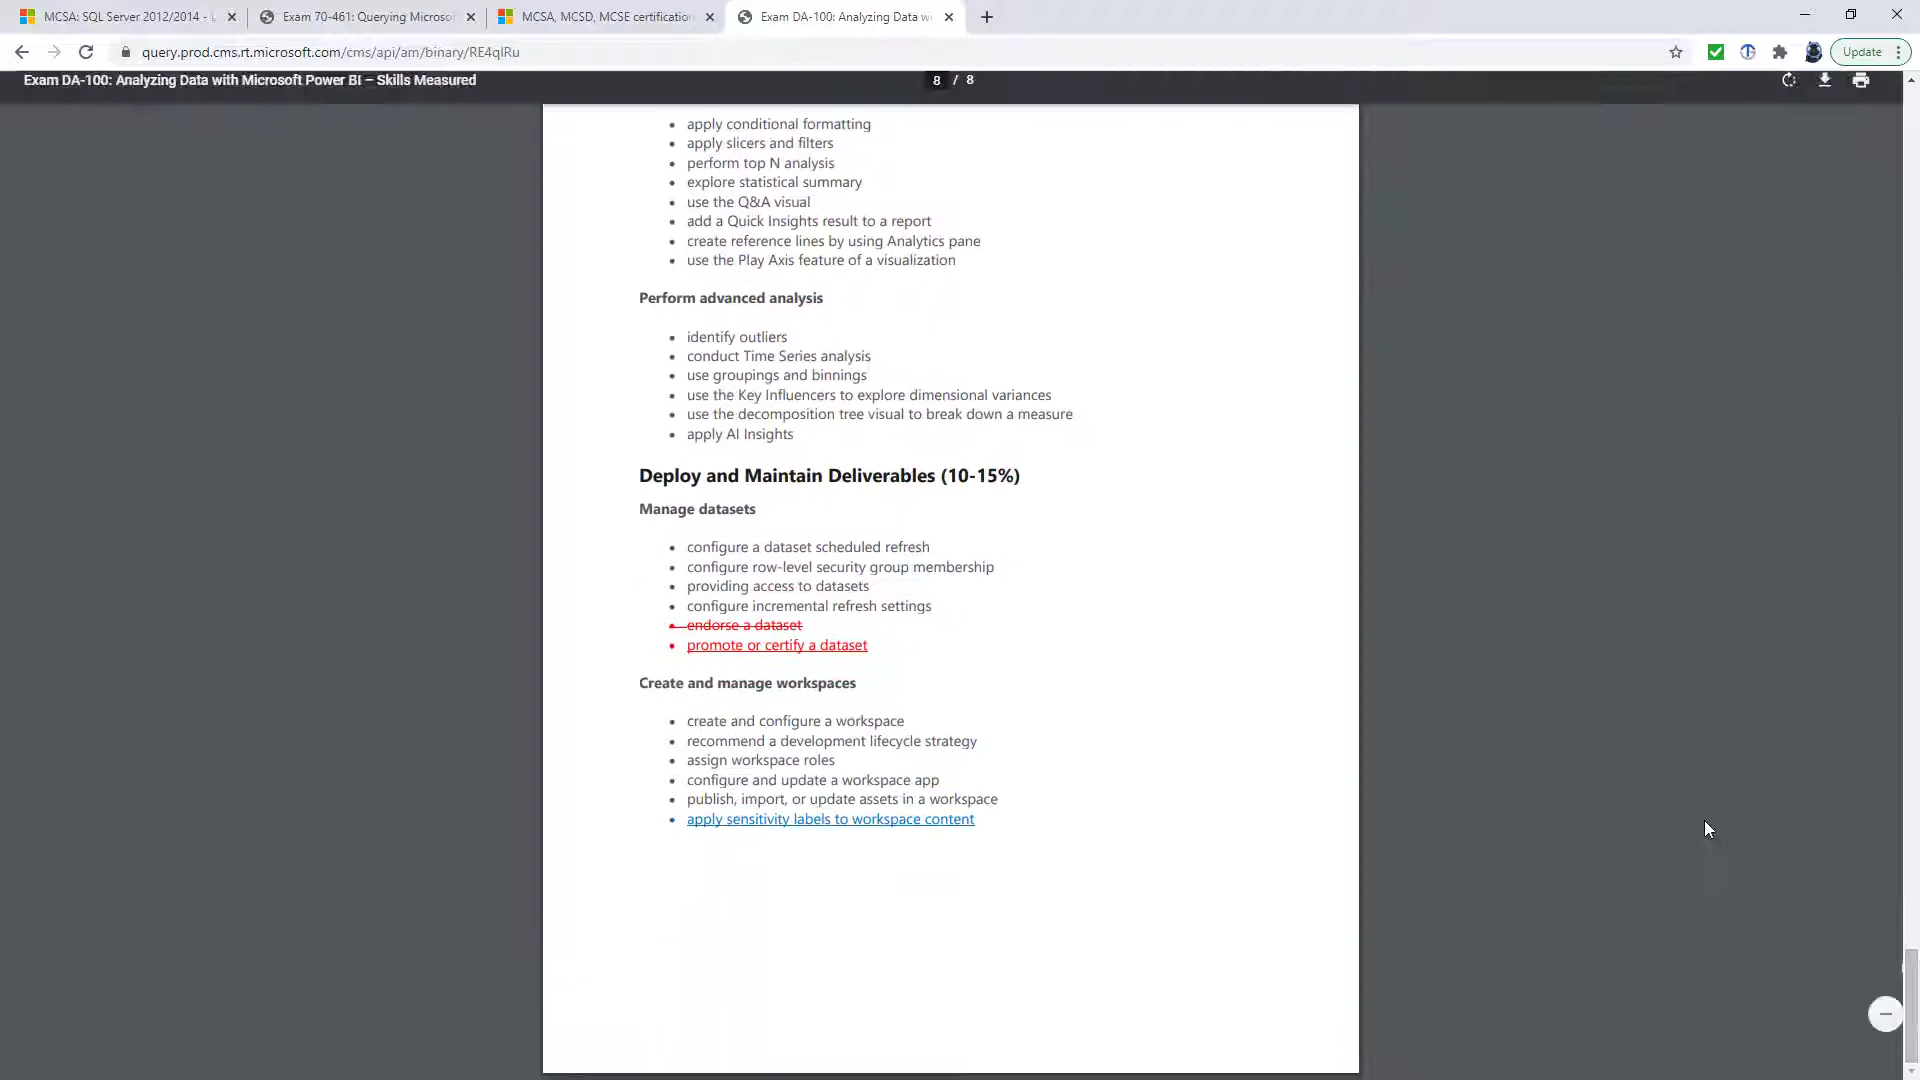 MCSA: SQL Server 2012/2014 -
Exam 70-461: Querying Microso
MCSA, MCSD, MCSE certification
Exam DA-100: Analyzing Data w
query.prod.cms.rt.microsoft.com/cms/api/am/binary/RE4qlRu
Update
Exam DA-100: Analyzing Data with Microsoft Power BI – Skills Measured
8 / 8
• apply conditional formatting
• apply slicers and filters
• perform top N analysis
• explore statistical summary
• use the Q&A visual
• add a Quick Insights result to a report
• create reference lines by using Analytics pane
• use the Play Axis feature of a visualization
Perform advanced analysis
• identify outliers
• conduct Time Series analysis
• use groupings and binnings
• use the Key Influencers to explore dimensional variances
• use the decomposition tree visual to break down a measure
• apply AI Insights
Deploy and Maintain Deliverables (10-15%)
Manage datasets
• configure a dataset scheduled refresh
• configure row-level security group membership
• providing access to datasets
• configure incremental refresh settings
• endorse a dataset
• promote or certify a dataset
Create and manage workspaces
• create and configure a workspace
• recommend a development lifecycle strategy
• assign workspace roles
• configure and update a workspace app
• publish, import, or update assets in a workspace
• apply sensitivity labels to workspace content